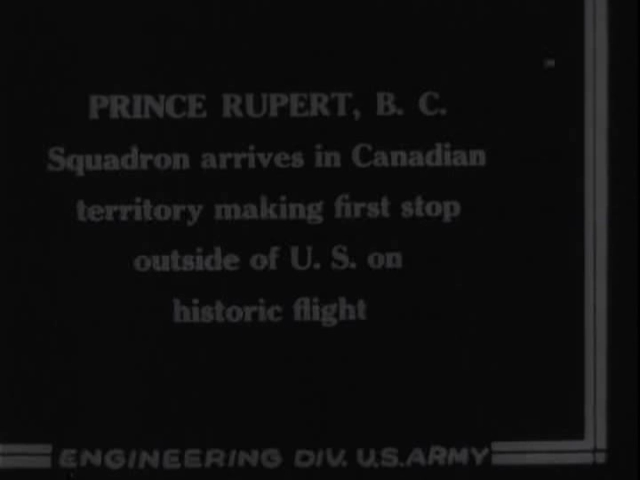 PRINCE RUPERT, B. C.
Squadron arrives in Canadian
territory making first stop
outside of U. S. on
historic flight
ENGINEERING DIV. U.S. ARMY